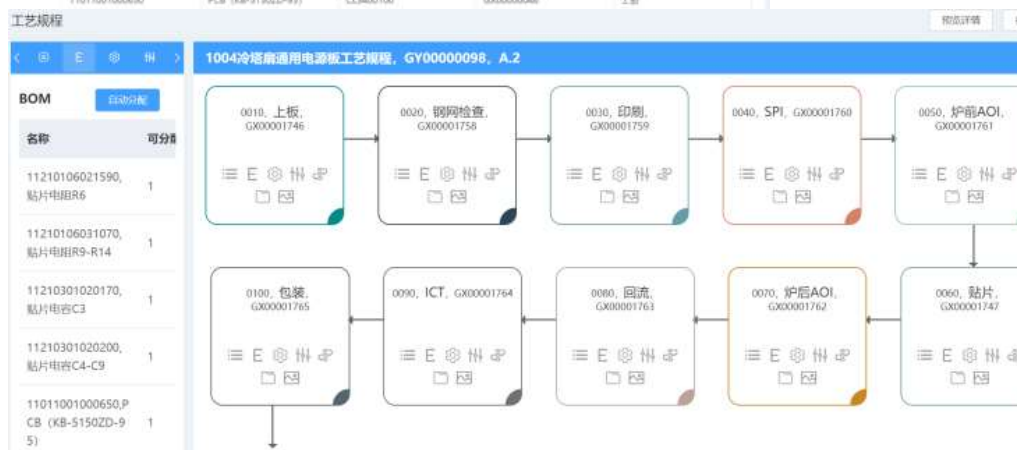 11011001000650
PCB（KB-5150ZD-95）
工艺规程
预览详情
1004冷塔扇通用电源板工艺规程，GY00000098，A.2
BOM
自动分配
名称
可分配
11210106021590,
贴片电阻R6
1
11210106031070,
贴片电阻R9-R14
1
11210301020170,
贴片电容C3
1
11210301020200,
贴片电容C4-C9
1
11011001000650,P
CB（KB-5150ZD-9
5）
1
0010，上板，
GX00001746
0020，钢网检查，
GX00001758
0030，印刷，
GX00001759
0040，SPI，GX00001760
0050，炉前AOI，
GX00001761
0100，包装，
GX00001765
0090，ICT，GX00001764
0080，回流，
GX00001763
0070，炉后AOI，
GX00001762
0060，贴片，
GX00001747